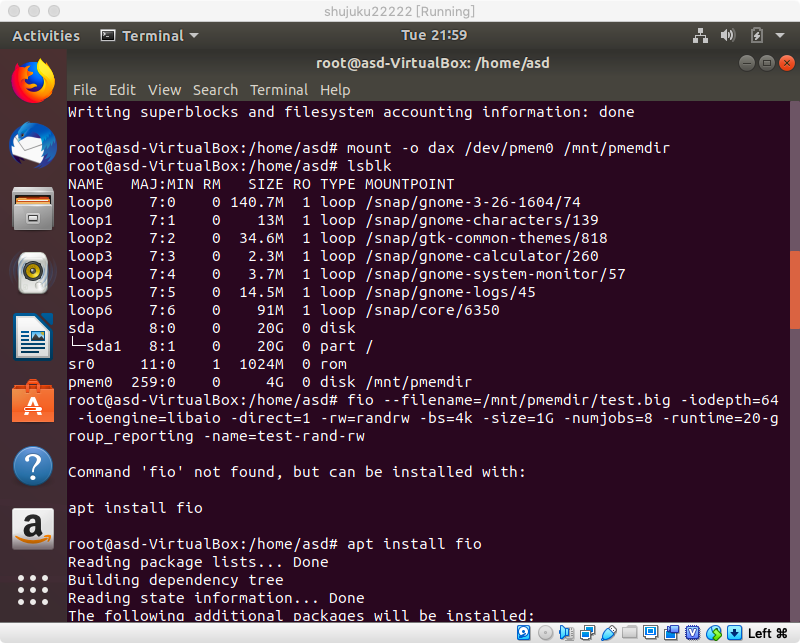 shujuku22222 [Running]
Activities Terminal Tue 21:59
root@asd-VirtualBox: /home/asd
File Edit View Search Terminal Help
Writing superblocks and filesystem accounting information: done
root@asd-VirtualBox:/home/asd# mount -o dax /dev/pmem0 /mnt/pmemdir
root@asd-VirtualBox:/home/asd# lsblk
NAME   MAJ:MIN RM   SIZE RO TYPE MOUNTPOINT
loop0    7:0    0 140.7M  1 loop /snap/gnome-3-26-1604/74
loop1    7:1    0    13M  1 loop /snap/gnome-characters/139
loop2    7:2    0  34.6M  1 loop /snap/gtk-common-themes/818
loop3    7:3    0   2.3M  1 loop /snap/gnome-calculator/260
loop4    7:4    0   3.7M  1 loop /snap/gnome-system-monitor/57
loop5    7:5    0  14.5M  1 loop /snap/gnome-logs/45
loop6    7:6    0    91M  1 loop /snap/core/6350
sda      8:0    0    20G  0 disk
└─sda1   8:1    0    20G  0 part /
sr0     11:0    1  1024M  0 rom
pmem0  259:0    0     4G  0 disk /mnt/pmemdir
root@asd-VirtualBox:/home/asd# fio --filename=/mnt/pmemdir/test.big -iodepth=64
-ioengine=libaio -direct=1 -rw=randrw -bs=4k -size=1G -numjobs=8 -runtime=20-g
roup_reporting -name=test-rand-rw
Command 'fio' not found, but can be installed with:
apt install fio
root@asd-VirtualBox:/home/asd# apt install fio
Reading package lists... Done
Building dependency tree
Reading state information... Done
The following additional packages will be installed:
Left ⌘